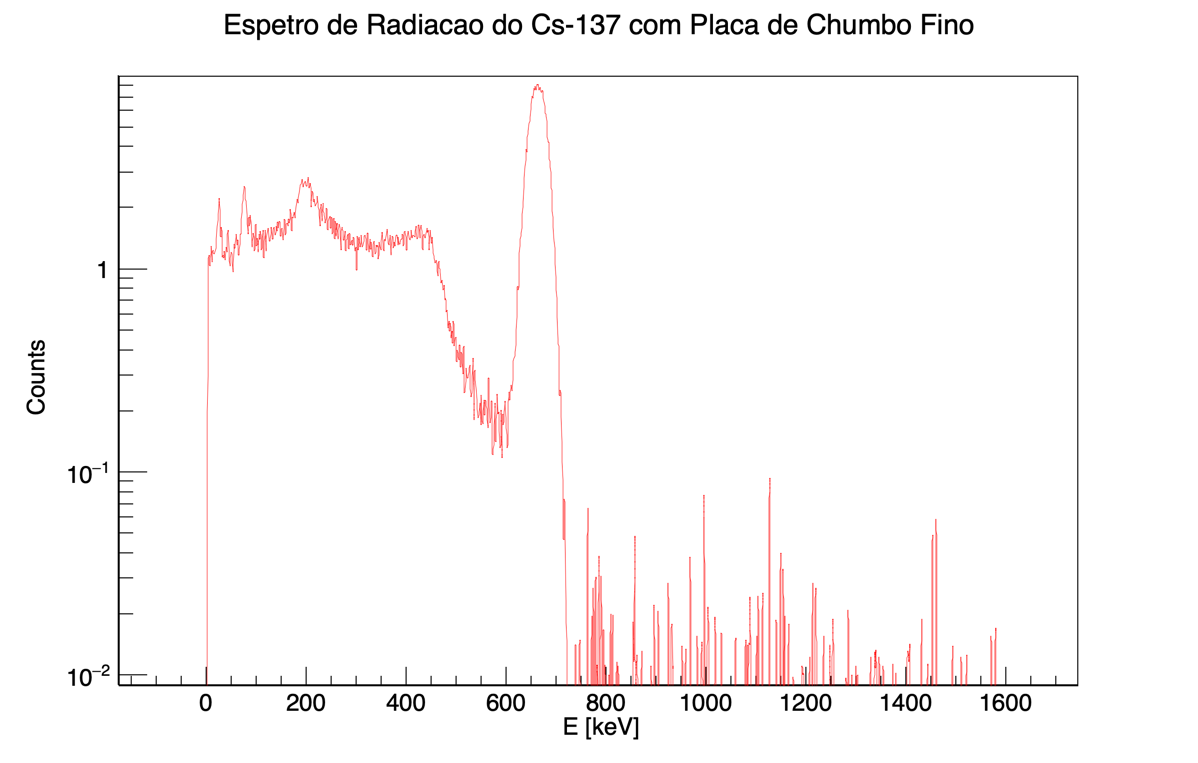 Espetro de Radiacao do Cs-137 com Placa de Chumbo Fino
Counts
1
10⁻¹
10⁻²
0 200 400 600 800 1000 1200 1400 1600
E [keV]